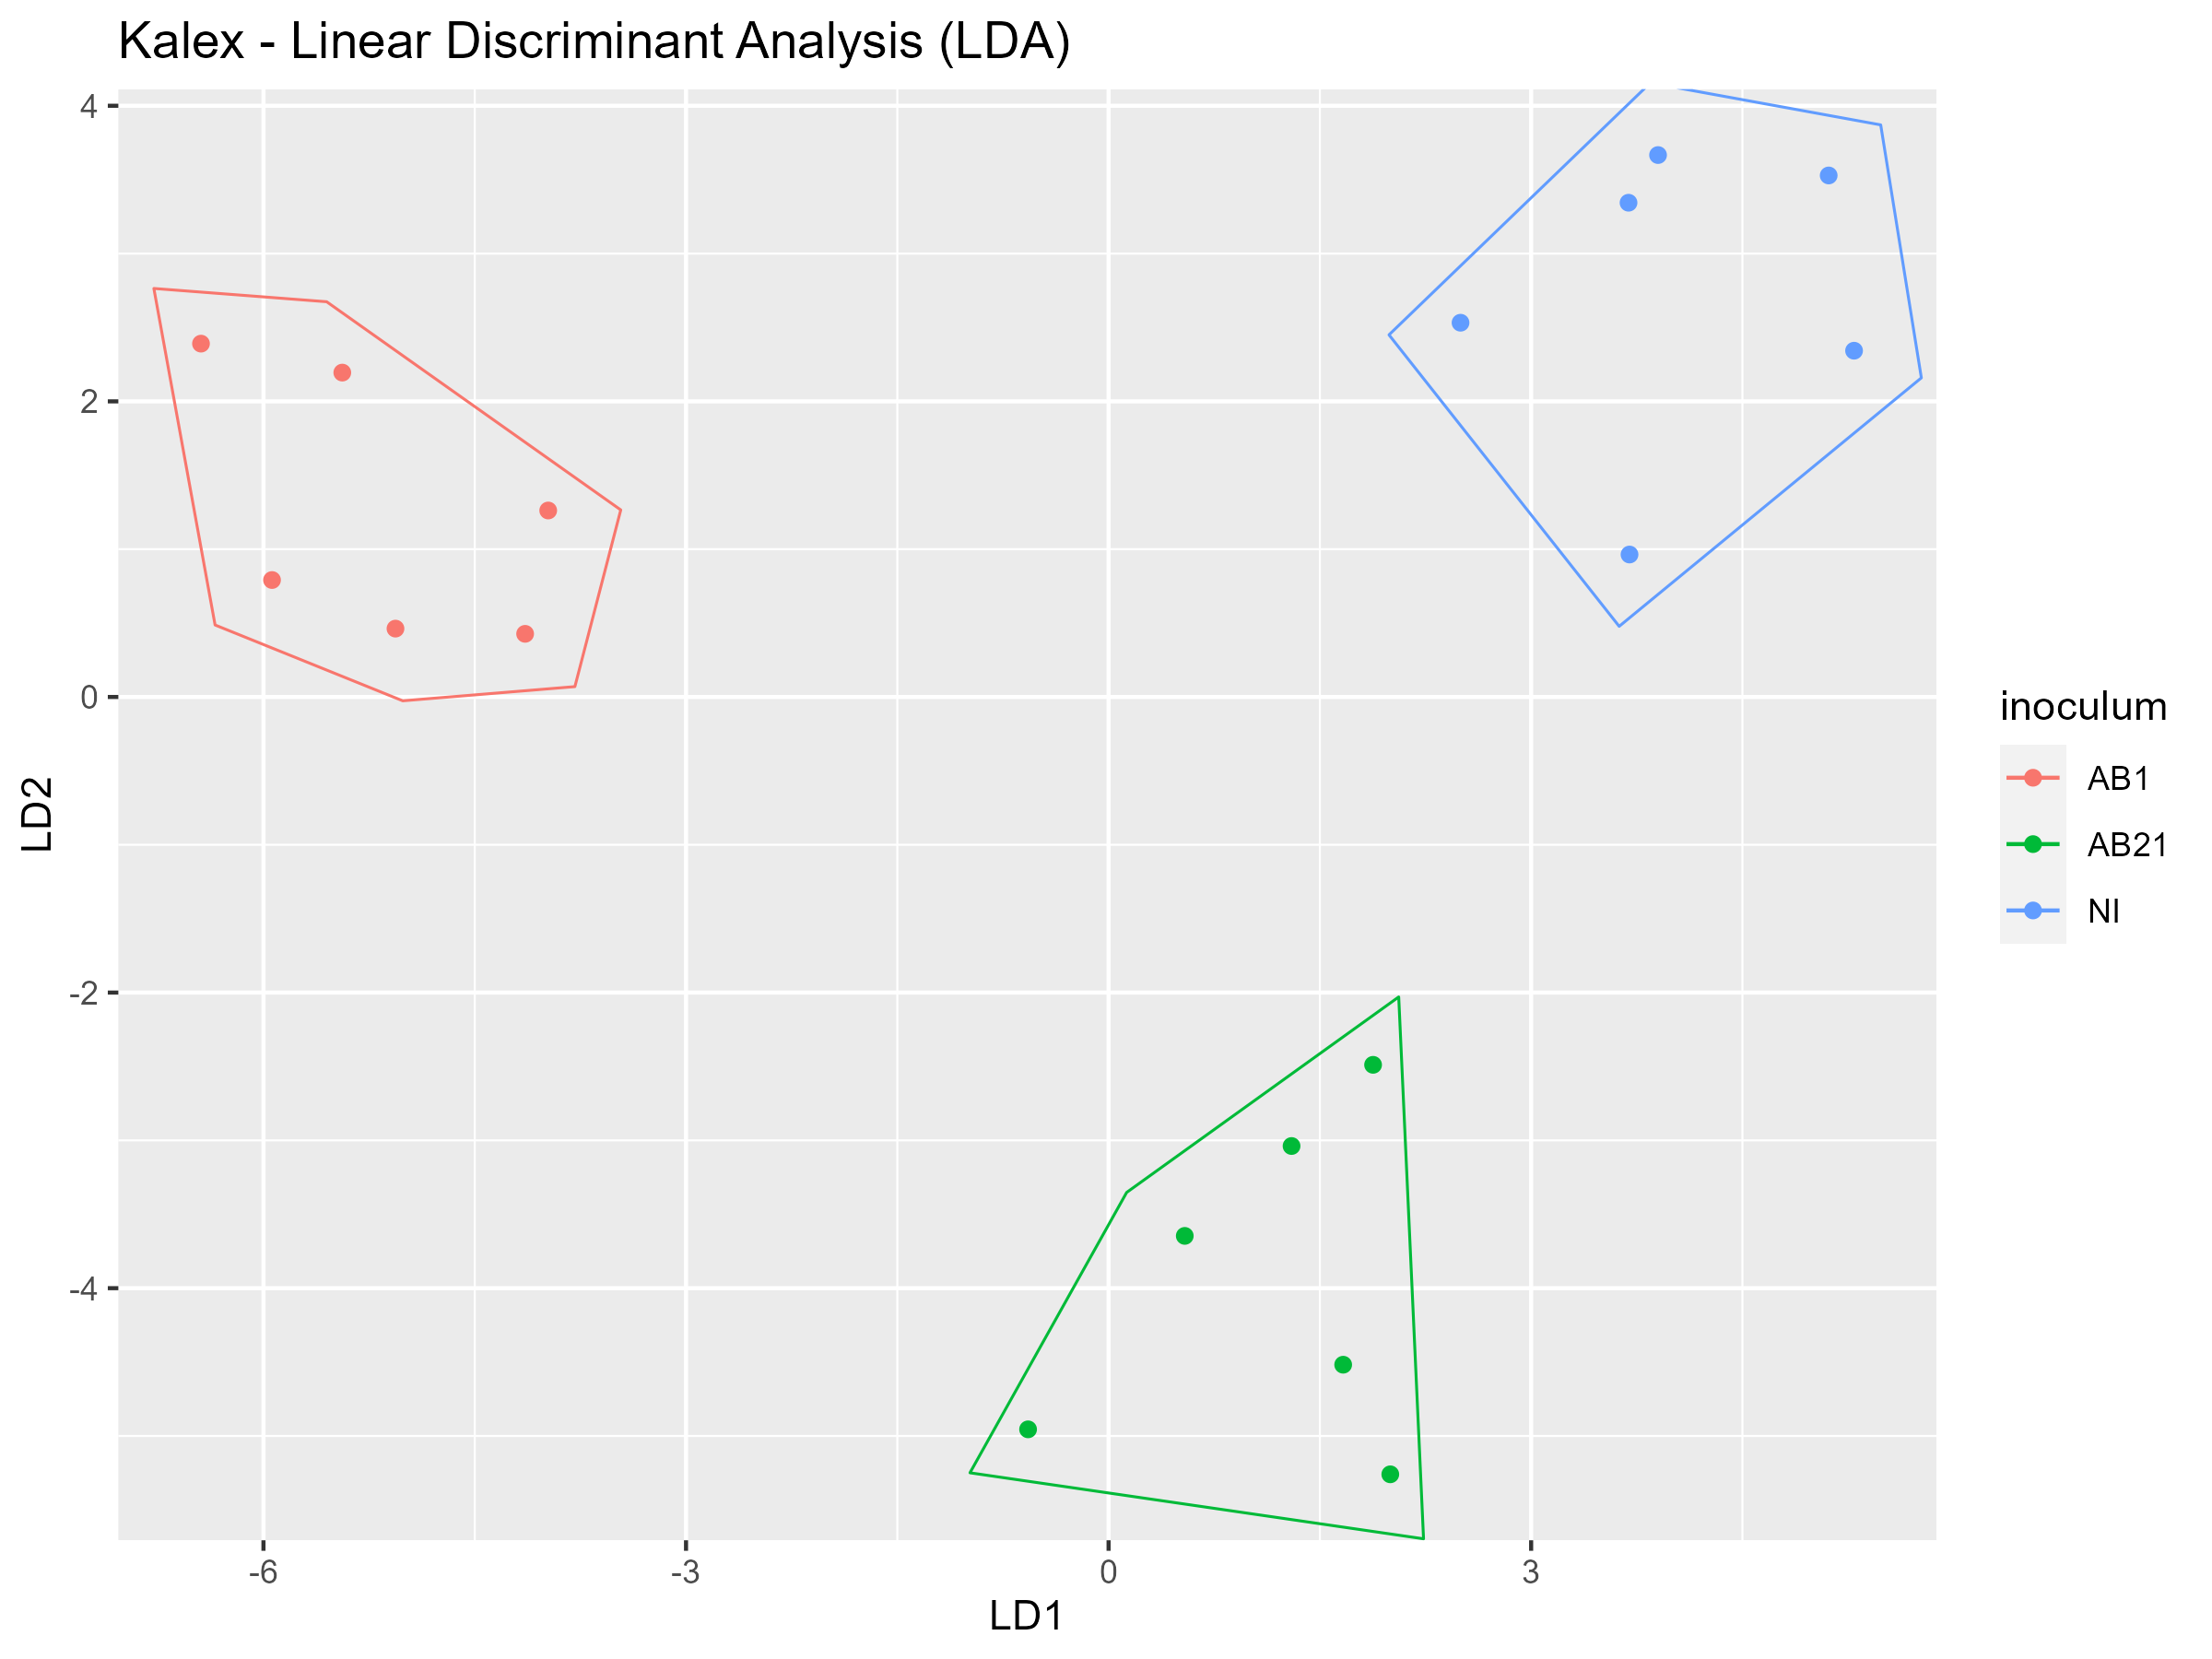 Kalex - Linear Discriminant Analysis (LDA)
4
2
0
-2
-4
LD2
-6
-3
0
3
LD1
inoculum
AB1
AB21
NI